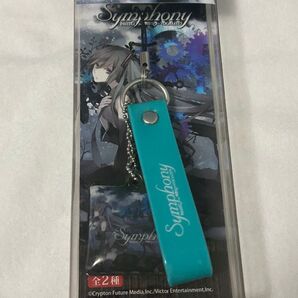 Symphony
Symphony
Symphony
全2種
©Crypton Future Media,Inc./Victor Entertainment,Inc.